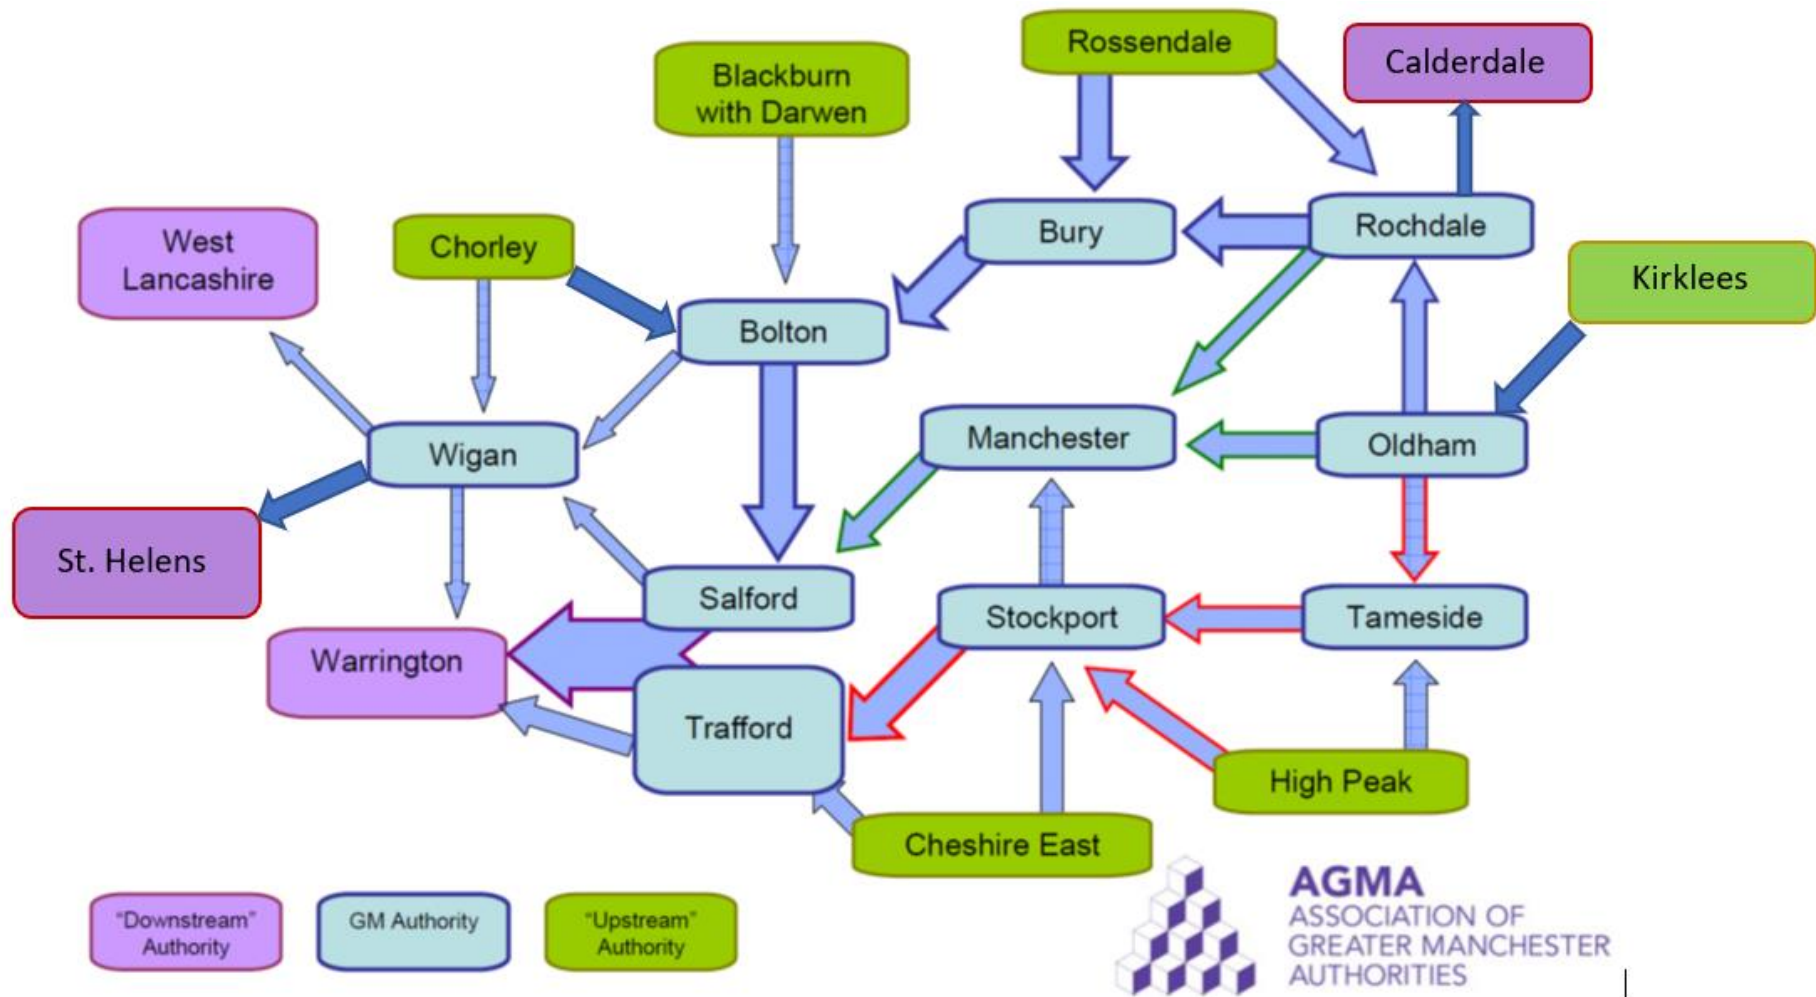 Rossendale
Calderdale
Blackburn
with Darwen
West
Lancashire
Chorley
Bury
Rochdale
Kirklees
Bolton
Wigan
Manchester
Oldham
St. Helens
Salford
Stockport
Tameside
Warrington
Trafford
High Peak
Cheshire East
"Downstream"
Authority
GM Authority
"Upstream"
Authority
AGMA
ASSOCIATION OF
GREATER MANCHESTER
AUTHORITIES